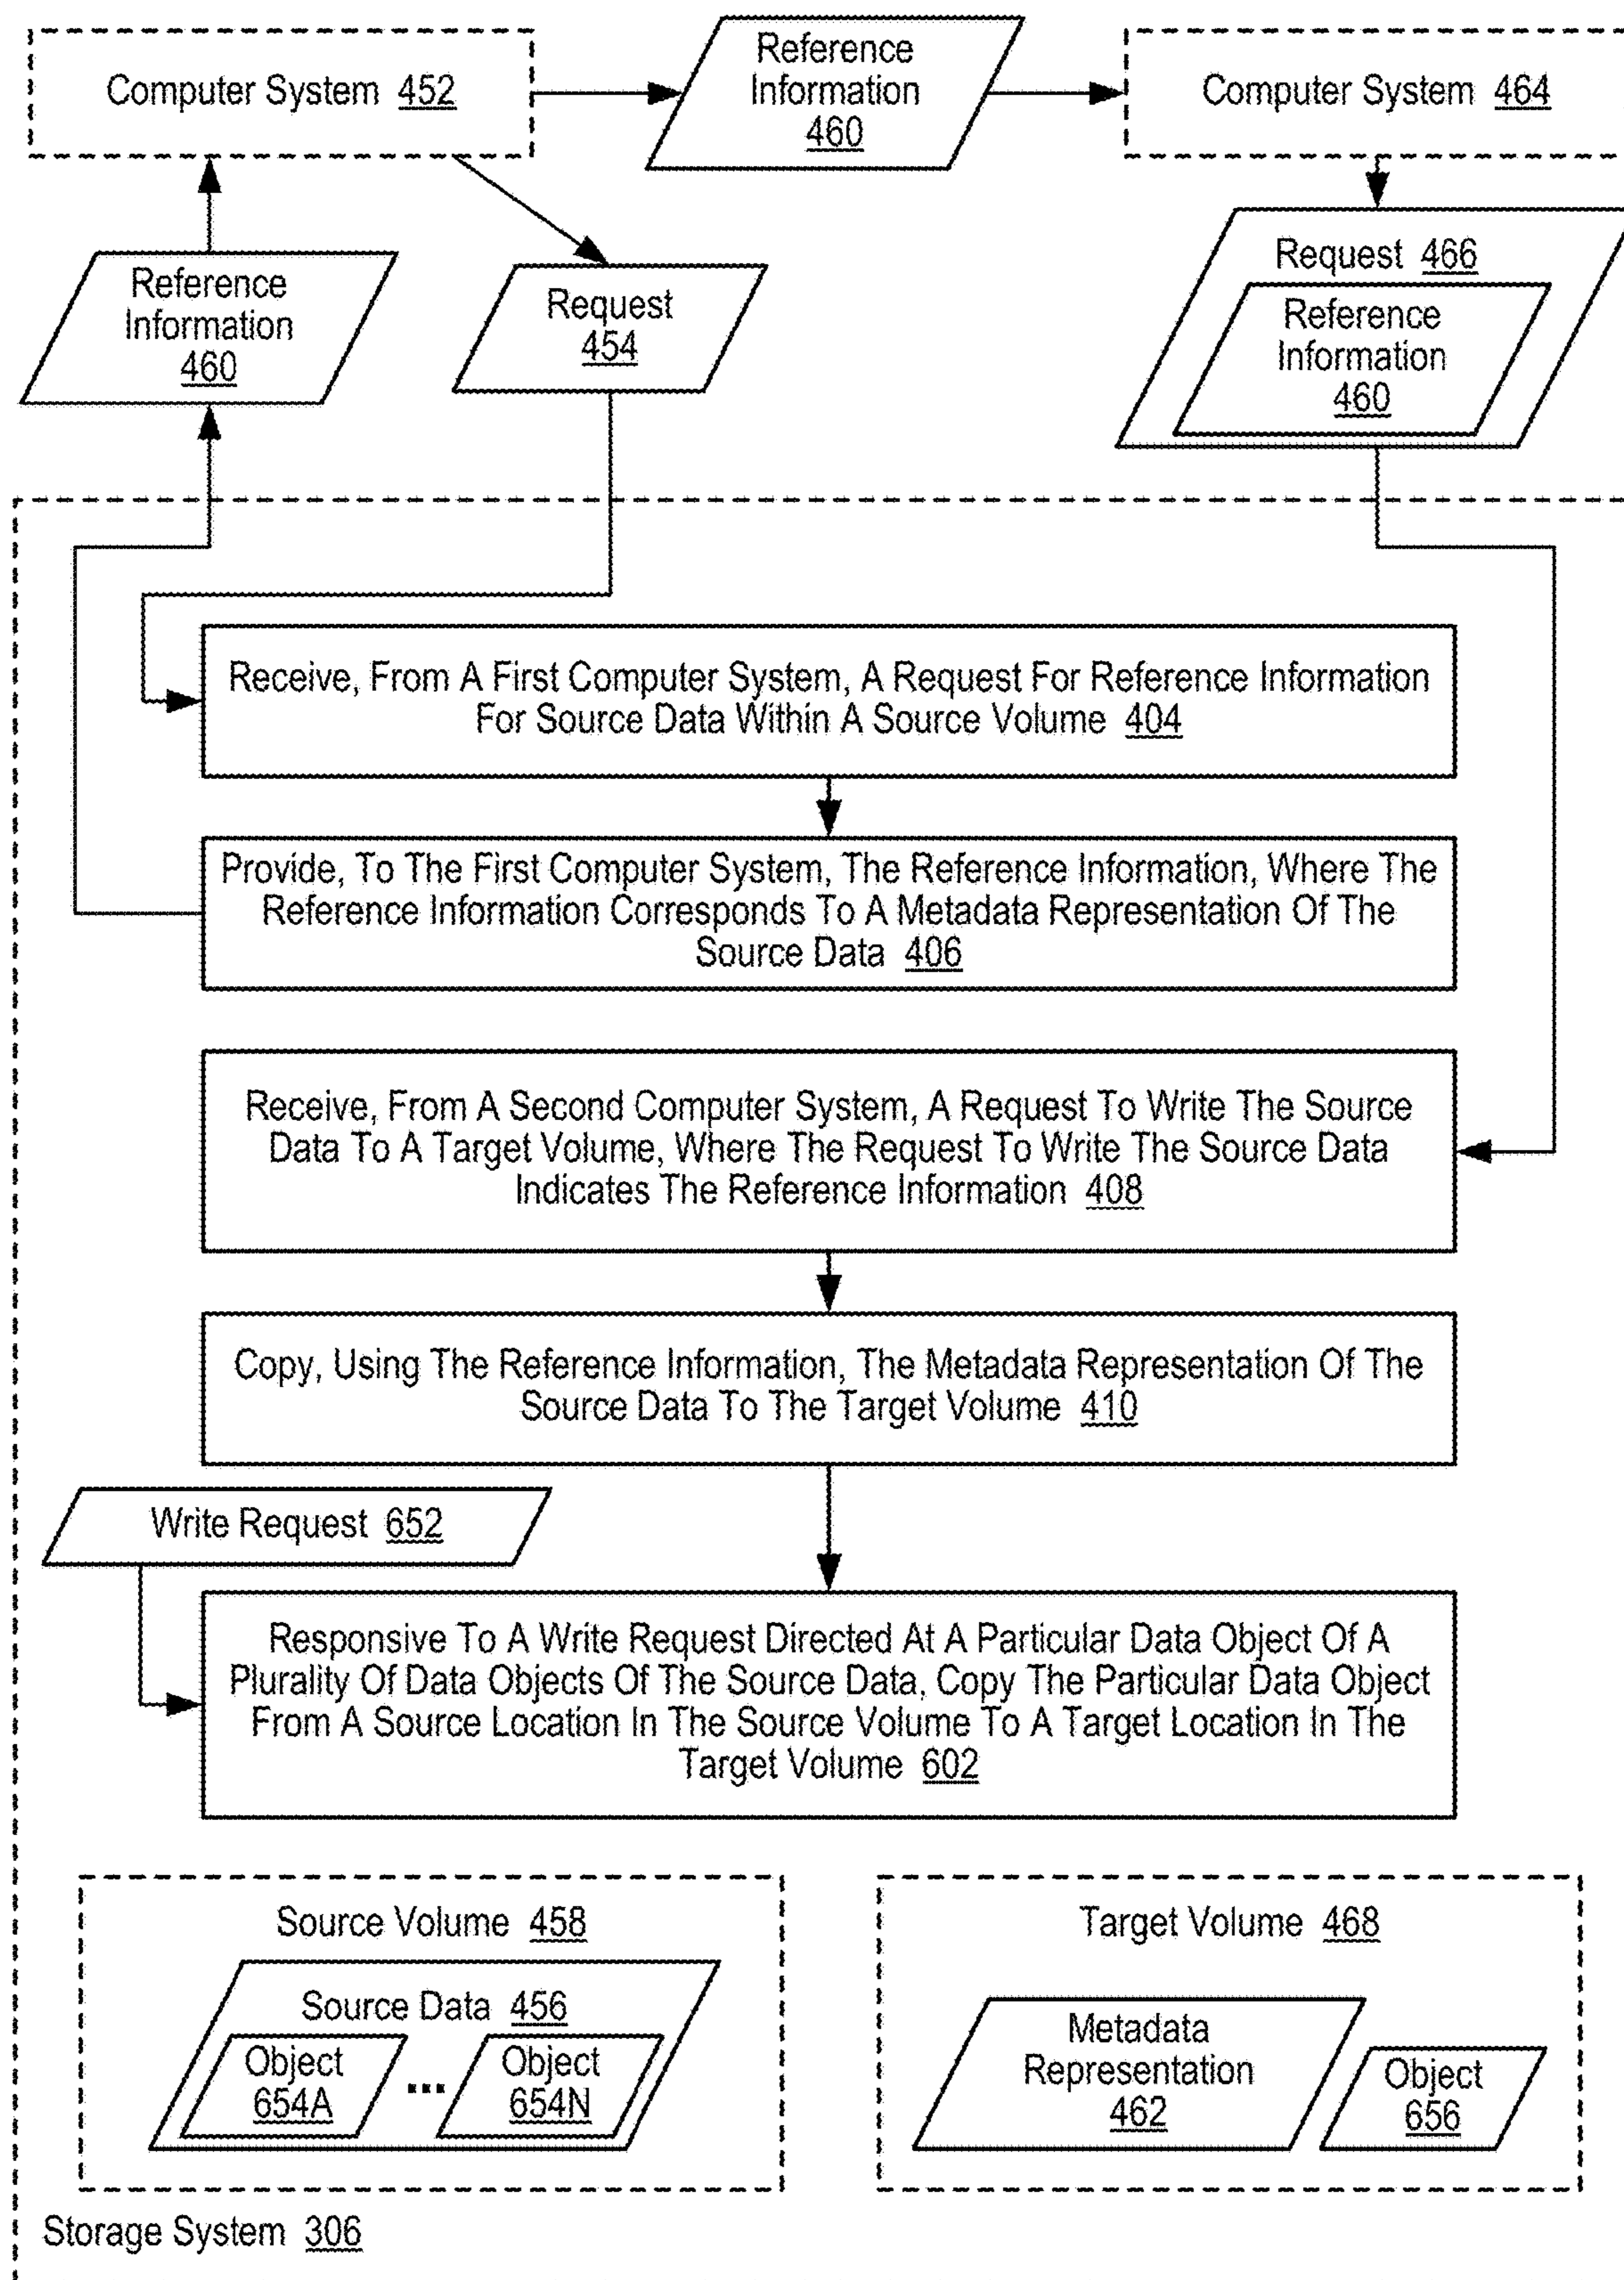 Computer System 452
Reference
Information
460
Computer System 464
Reference
Information
460
Request
454
Request 466
Reference
Information
460
Receive, From A First Computer System, A Request For Reference Information
For Source Data Within A Source Volume 404
Provide, To The First Computer System, The Reference Information, Where The
Reference Information Corresponds To A Metadata Representation Of The
Source Data 406
Receive, From A Second Computer System, A Request To Write The Source
Data To A Target Volume, Where The Request To Write The Source Data
Indicates The Reference Information 408
Copy, Using The Reference Information, The Metadata Representation Of The
Source Data To The Target Volume 410
Write Request 652
Responsive To A Write Request Directed At A Particular Data Object Of A
Plurality Of Data Objects Of The Source Data, Copy The Particular Data Object
From A Source Location In The Source Volume To A Target Location In The
Target Volume 602
Source Volume 458
Source Data 456
Object
654A
...
Object
654N
Target Volume 468
Metadata
Representation
462
Object
656
Storage System 306